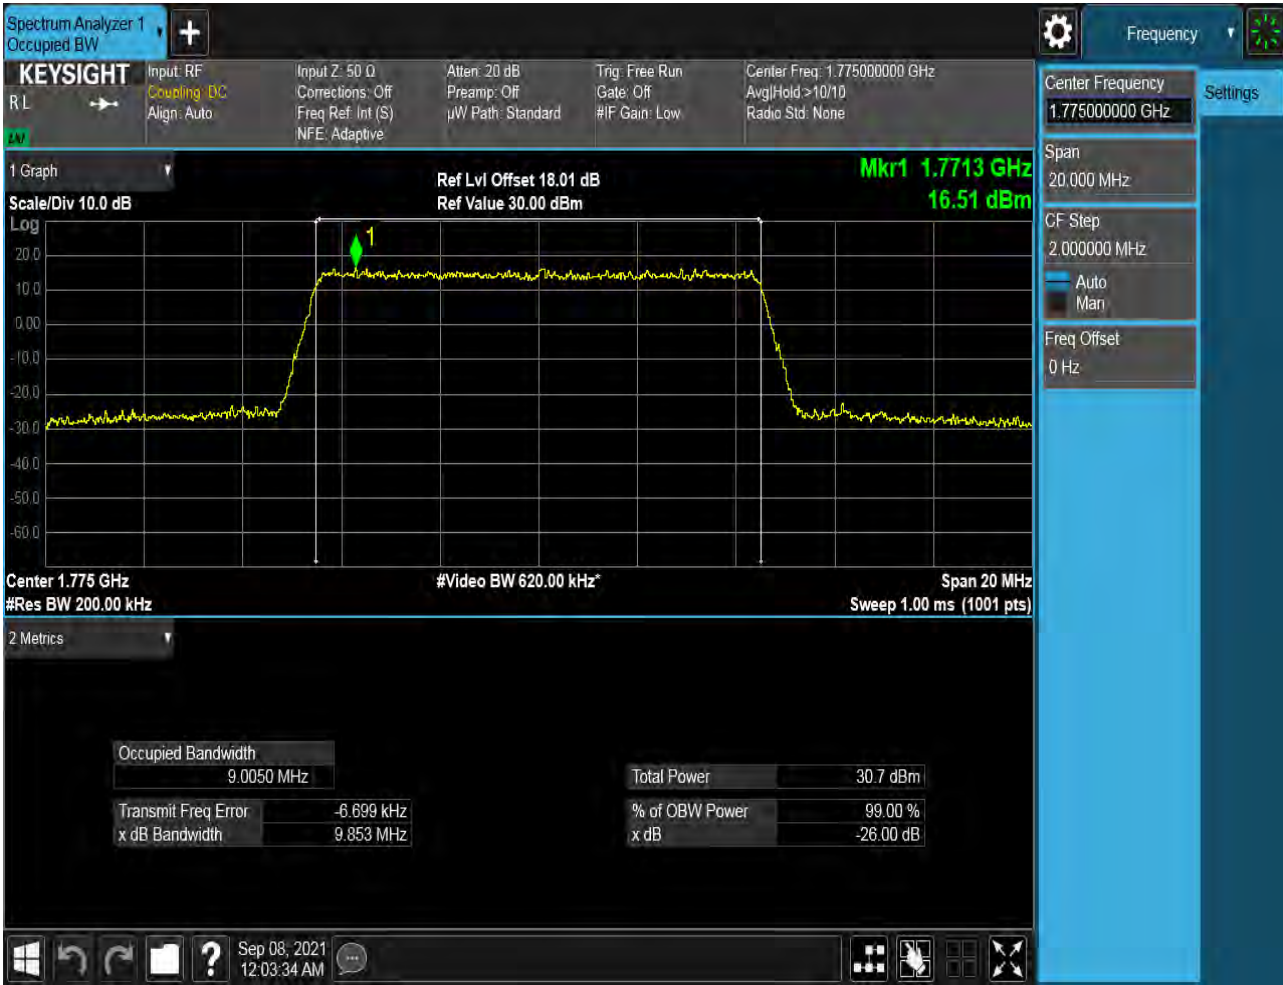 Spectrum Analyzer 1
Occupied BW
Frequency
KEYSIGHT
R L
Input: RF
Coupling: DC
Align: Auto
Input Z: 50 Ω
Corrections: Off
Freq Ref: Int (S)
NFE: Adaptive
Atten: 20 dB
Preamp: Off
µW Path: Standard
Trig: Free Run
Gate: Off
#IF Gain: Low
Center Freq: 1.775000000 GHz
Avg|Hold:>10/10
Radio Std: None
Center Frequency
1.775000000 GHz
Settings
Span
20.000 MHz
CF Step
2.000000 MHz
Auto
Man
Freq Offset
0 Hz
1 Graph
Scale/Div 10.0 dB
Ref Lvl Offset 18.01 dB
Ref Value 30.00 dBm
Mkr1 1.7713 GHz
16.51 dBm
Log
1
20.0
10.0
0.00
-10.0
-20.0
-30.0
-40.0
-50.0
-60.0
Center 1.775 GHz
#Video BW 620.00 kHz*
Span 20 MHz
#Res BW 200.00 kHz
Sweep 1.00 ms (1001 pts)
2 Metrics
Occupied Bandwidth
9.0050 MHz
Total Power 30.7 dBm
Transmit Freq Error -6.699 kHz
% of OBW Power 99.00 %
x dB Bandwidth 9.853 MHz
x dB -26.00 dB
?
Sep 08, 2021
12:03:34 AM